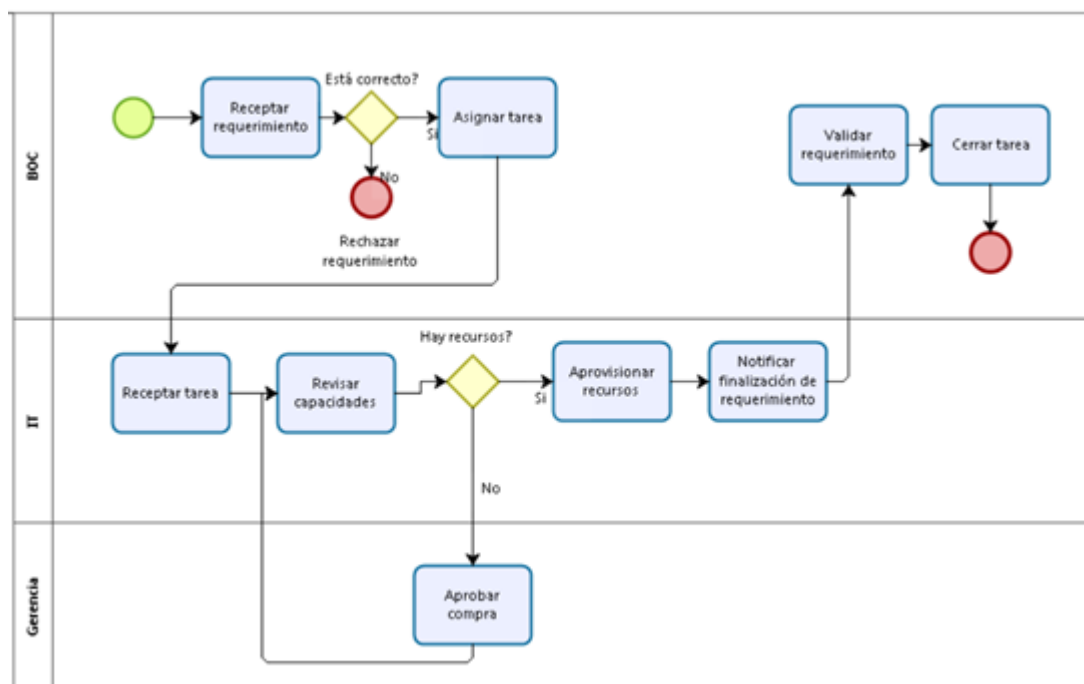 BOC
Receptar
requerimiento
Está correcto?
Si
No
Rechazar
requerimiento
Asignar tarea
Validar
requerimiento
Cerrar tarea
IT
Receptar tarea
Revisar
capacidades
Hay recursos?
Si
No
Aprovisionar
recursos
Notificar
finalización de
requerimiento
Gerencia
Aprobar
compra